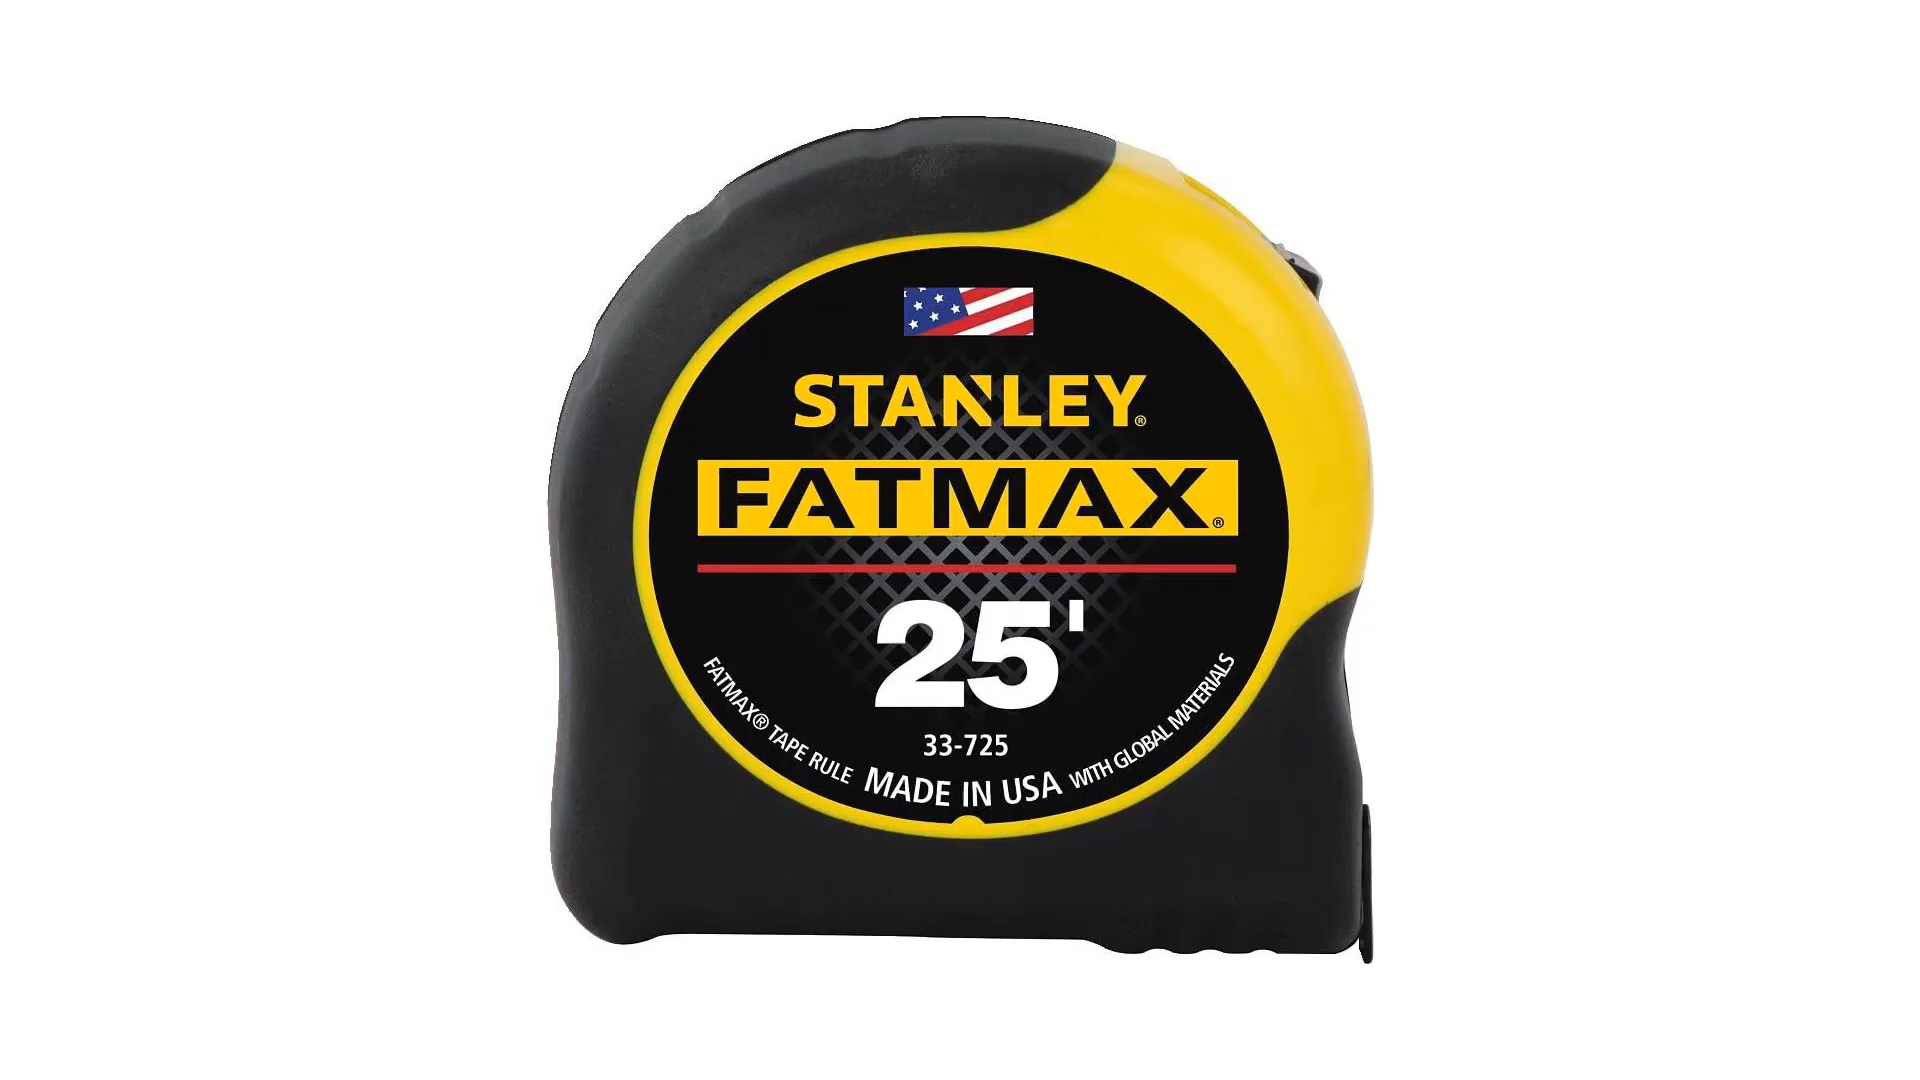 STANLEY®
FATMAX®
25'
33-725
FATMAX® TAPE RULE MADE IN USA WITH GLOBAL MATERIALS